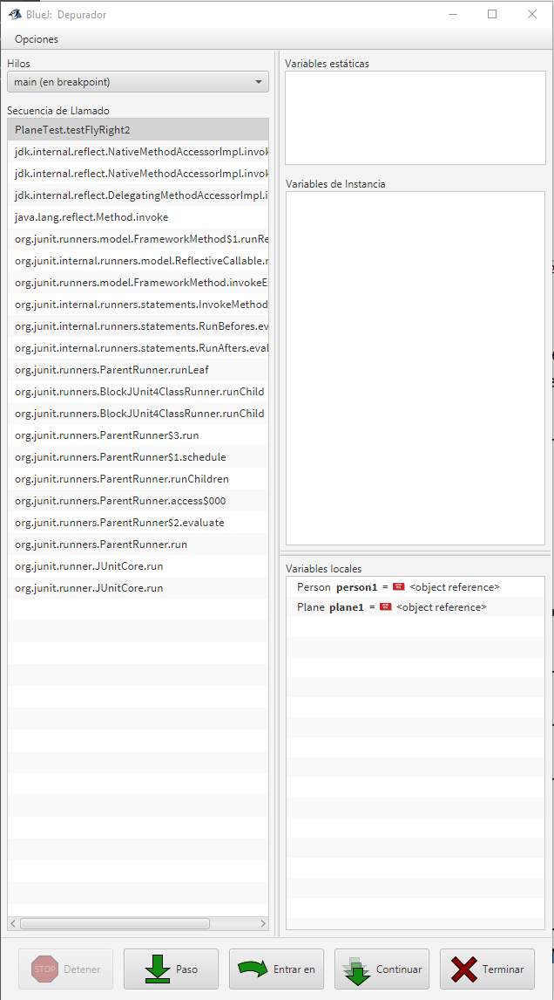 BlueJ: Depurador
Opciones
Hilos
main (en breakpoint)
Secuencia de Llamado
PlaneTest.testFlyRight2
jdk.internal.reflect.NativeMethodAccessorImpl.invok
jdk.internal.reflect.NativeMethodAccessorImpl.invok
jdk.internal.reflect.DelegatingMethodAccessorImpl.i
java.lang.reflect.Method.invoke
org.junit.runners.model.FrameworkMethod$1.runRe
org.junit.internal.runners.model.ReflectiveCallable.r
org.junit.runners.model.FrameworkMethod.invokeE
org.junit.internal.runners.statements.InvokeMethod
org.junit.internal.runners.statements.RunBefores.ev
org.junit.internal.runners.statements.RunAfters.eval
org.junit.runners.ParentRunner.runLeaf
org.junit.runners.BlockJUnit4ClassRunner.runChild
org.junit.runners.BlockJUnit4ClassRunner.runChild
org.junit.runners.ParentRunner$3.run
org.junit.runners.ParentRunner$1.schedule
org.junit.runners.ParentRunner.runChildren
org.junit.runners.ParentRunner.access$000
org.junit.runners.ParentRunner$2.evaluate
org.junit.runners.ParentRunner.run
org.junit.runner.JUnitCore.run
org.junit.runner.JUnitCore.run
Variables estáticas
Variables de Instancia
Variables locales
Person person1 = <object reference>
Plane plane1 = <object reference>
STOP Detener
Paso
Entrar en
Continuar
Terminar